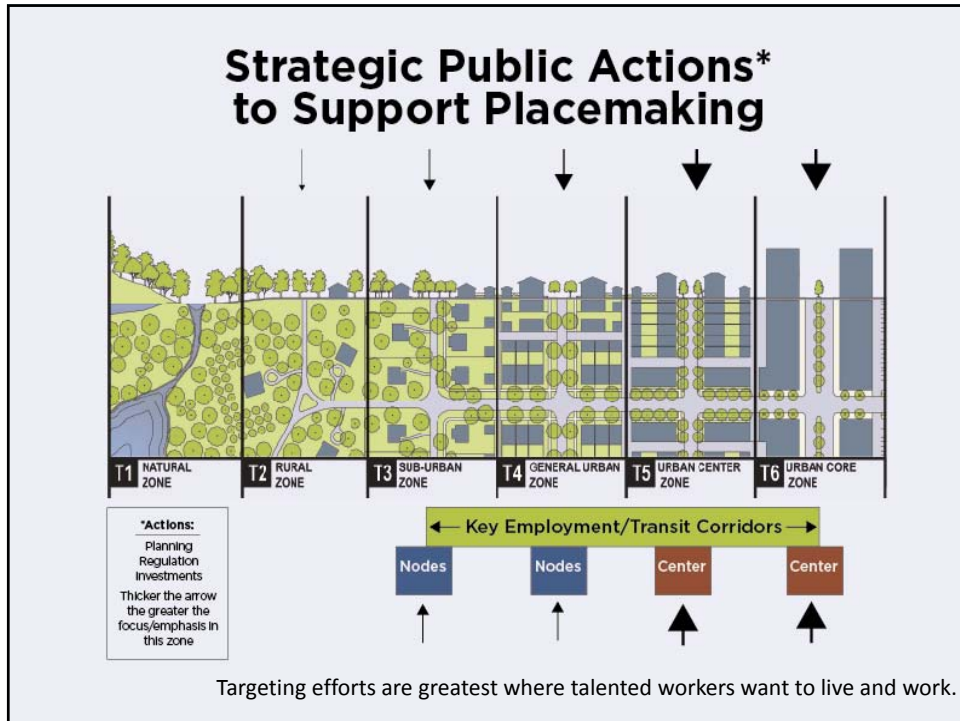 Strategic Public Actions*
to Support Placemaking
T1 NATURAL
ZONE
T2 RURAL
ZONE
T3 SUB-URBAN
ZONE
T4 GENERAL URBAN
ZONE
T5 URBAN CENTER
ZONE
T6 URBAN CORE
ZONE
*Actions:
Planning
Regulation
Investments
Thicker the arrow
the greater the
focus/emphasis in
this zone
Key Employment/Transit Corridors
Nodes
Nodes
Center
Center
Targeting efforts are greatest where talented workers want to live and work.